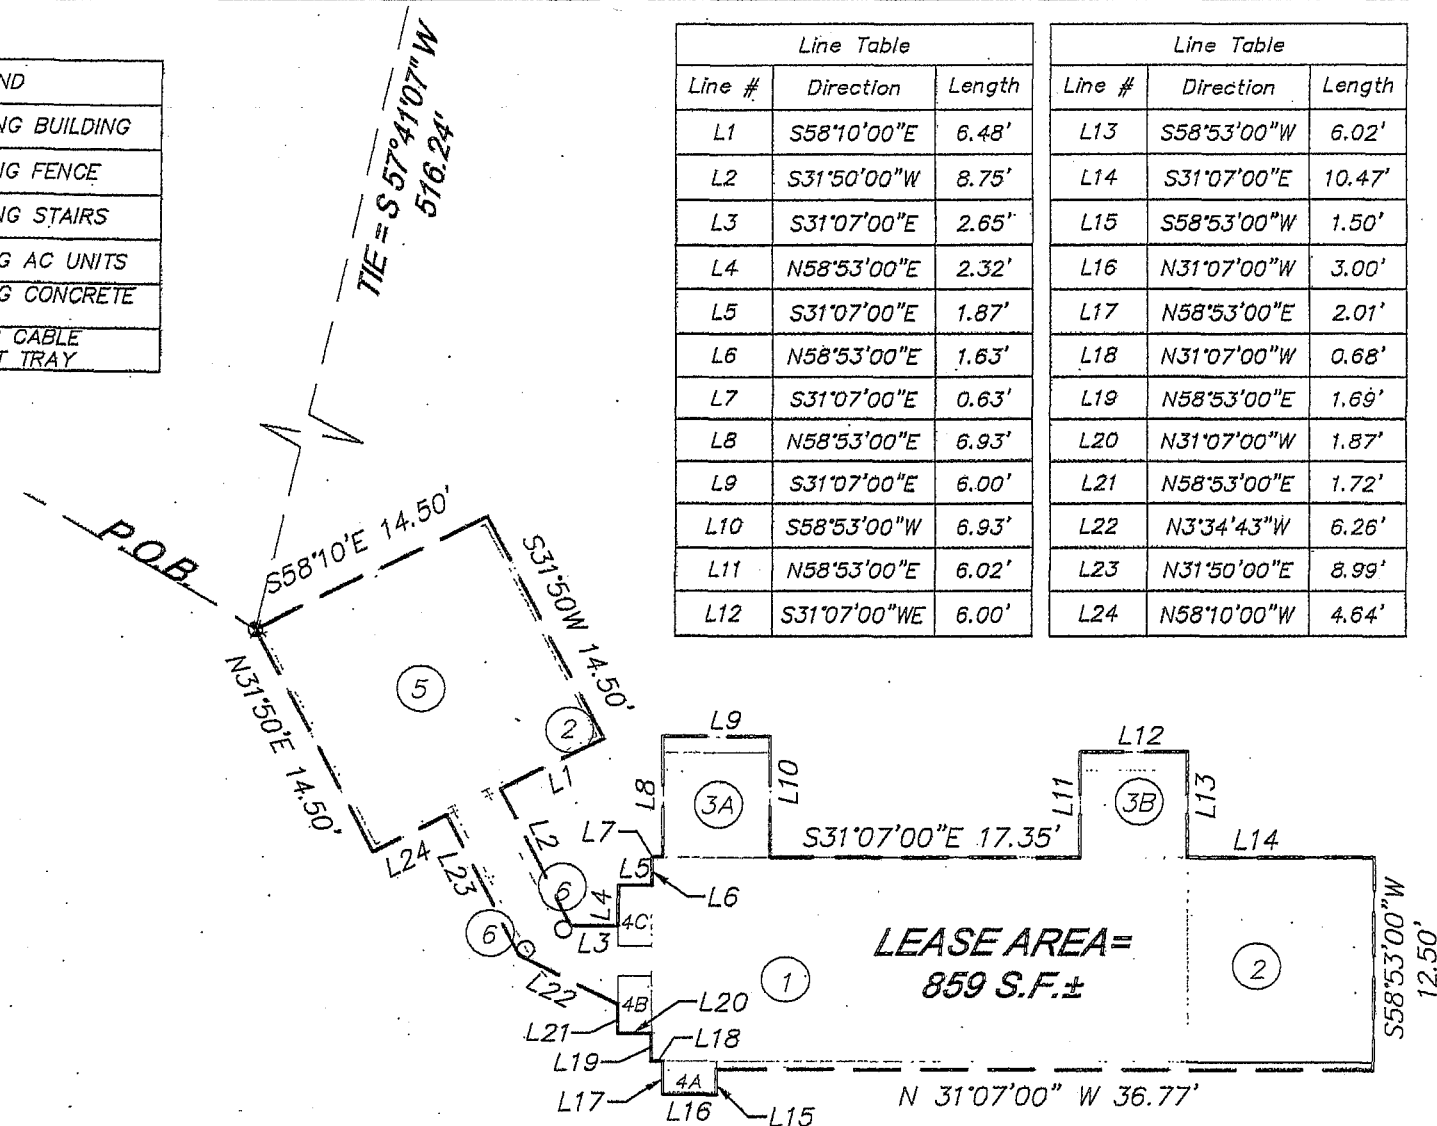 ND
NG BUILDING
NG FENCE
NG STAIRS
G AC UNITS
G CONCRETE
CABLE
T TRAY
TIE = S 57°41'07" W
516.24'
Line Table
Line # Direction Length
L1 S58°10'00"E 6.48'
L2 S31°50'00"W 8.75'
L3 S31°07'00"E 2.65'
L4 N58°53'00"E 2.32'
L5 S31°07'00"E 1.87'
L6 N58°53'00"E 1.63'
L7 S31°07'00"E 0.63'
L8 N58°53'00"E 6.93'
L9 S31°07'00"E 6.00'
L10 S58°53'00"W 6.93'
L11 N58°53'00"E 6.02'
L12 S31°07'00"WE 6.00'
Line Table
Line # Direction Length
L13 S58°53'00"W 6.02'
L14 S31°07'00"E 10.47'
L15 S58°53'00"W 1.50'
L16 N31°07'00"W 3.00'
L17 N58°53'00"E 2.01'
L18 N31°07'00"W 0.68'
L19 N58°53'00"E 1.69'
L20 N31°07'00"W 1.87'
L21 N58°53'00"E 1.72'
L22 N3°34'43"W 6.26'
L23 N31°50'00"E 8.99'
L24 N58°10'00"W 4.64'
P.O.B.
S58°10'E 14.50'
S31°50W 14.50'
N31°50'E 14.50'
5
2
L1
L2
L24
L23
6
6
L3
L4
L5
L6
L7
L8
L9
L10
3A
4C
S31°07'00"E 17.35'
L11
L12
L13
3B
L14
LEASE AREA=
859 S.F.±
1
2
S58°53'00"W
12.50'
L22
4B
L20
L21
L19
L18
4A
L17
L16
L15
N 31°07'00" W 36.77'